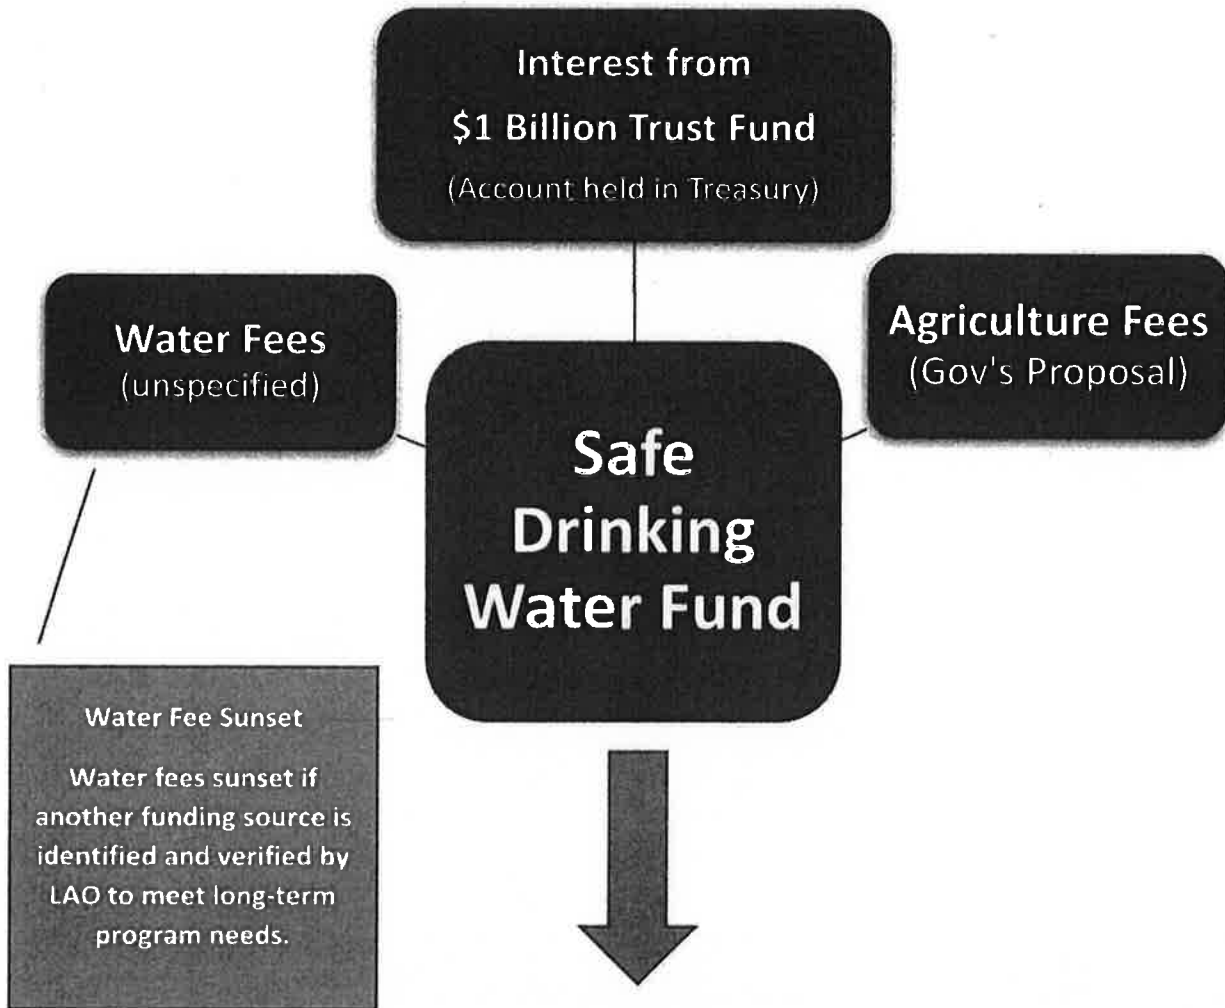 Interest from
$1 Billion Trust Fund
(Account held in Treasury)
Water Fees
(unspecified)
Agriculture Fees
(Gov's Proposal)
Safe
Drinking
Water Fund
Water Fee Sunset
Water fees sunset if
another funding source is
identified and verified by
LAO to meet long-term
program needs.